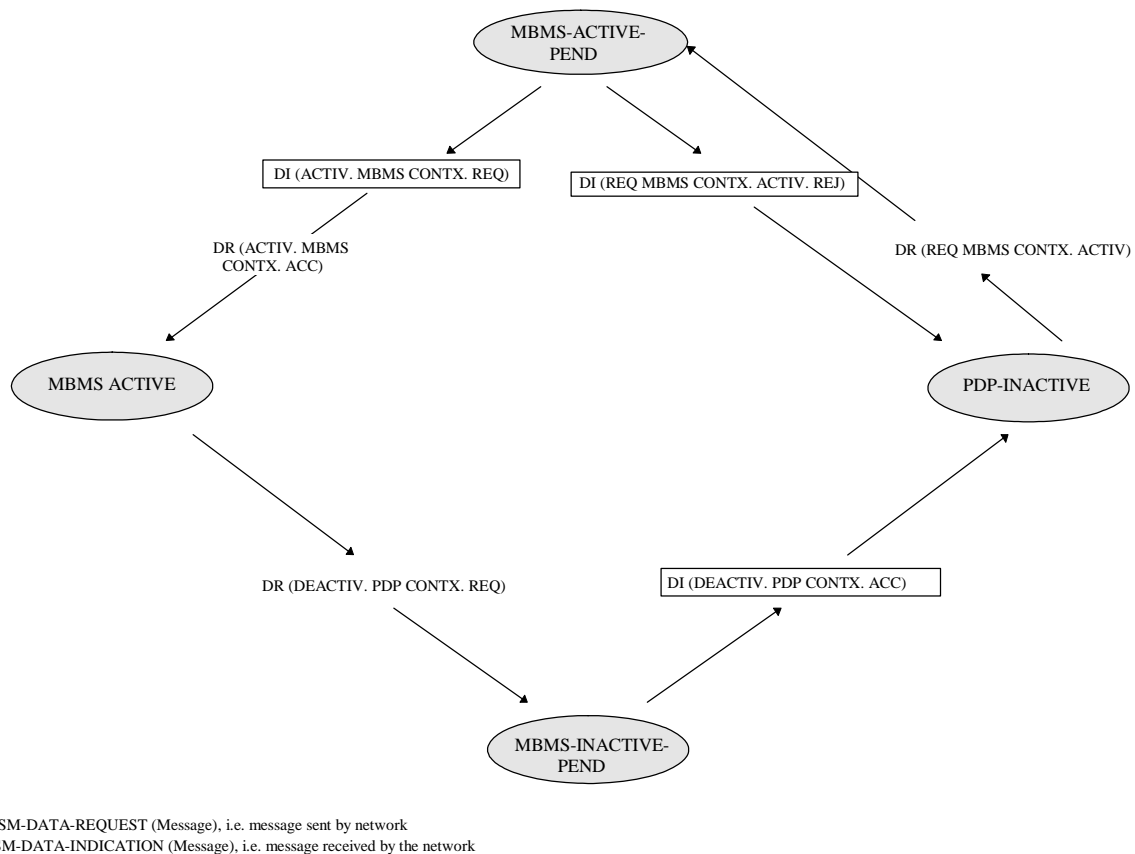 MBMS-ACTIVE-
PEND
DI (ACTIV. MBMS CONTX. REQ)
DI (REQ MBMS CONTX. ACTIV. REJ)
DR (ACTIV. MBMS
CONTX. ACC)
DR (REQ MBMS CONTX. ACTIV)
MBMS ACTIVE
PDP-INACTIVE
DR (DEACTIV. PDP CONTX. REQ)
DI (DEACTIV. PDP CONTX. ACC)
MBMS-INACTIVE-
PEND
SM-DATA-REQUEST (Message), i.e. message sent by network
SM-DATA-INDICATION (Message), i.e. message received by the network